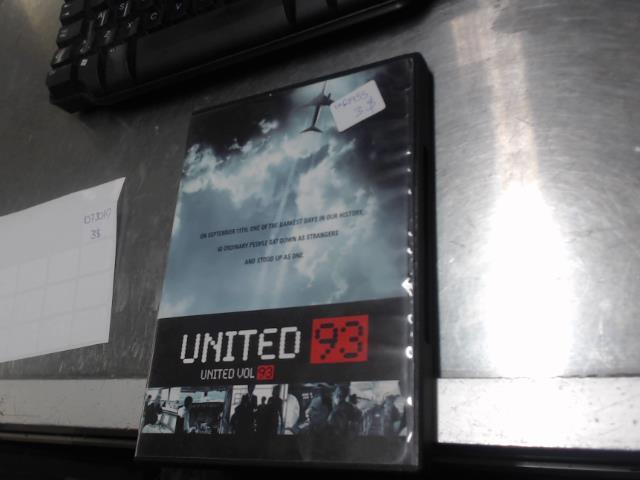 3$
ON SEPTEMBER 11TH, ONE OF THE DARKEST DAYS IN OUR HISTORY,
40 ORDINARY PEOPLE SAT DOWN AS STRANGERS
AND STOOD UP AS ONE
UNITED 93
UNITED VOL 93
3$